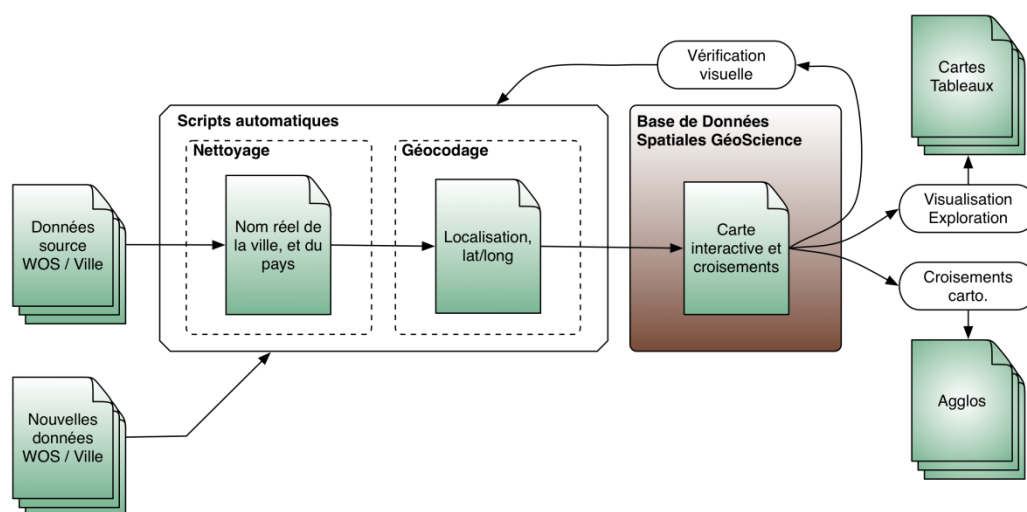 Vérification
visuelle
Cartes
Tableaux
Scripts automatiques
Base de Données
Spatiales GéoScience
Nettoyage
Géocodage
Données
source
WOS / Ville
Nom réel de
la ville, et du
pays
Localisation,
lat/long
Carte
interactive et
croisements
Visualisation
Exploration
Croisements
carto.
Nouvelles
données
WOS / Ville
Agglos